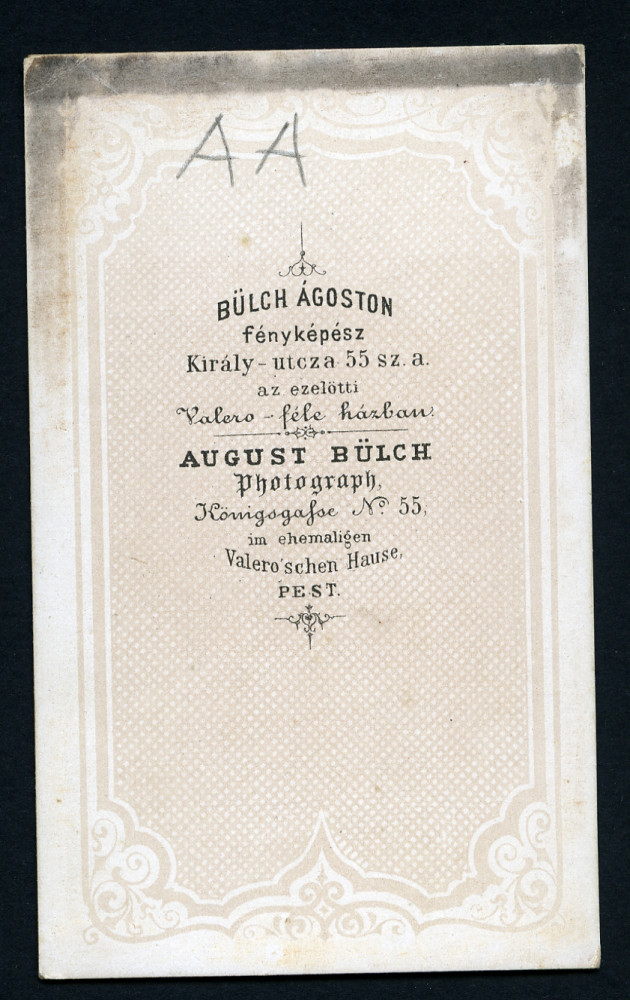 AA
BÜLCH ÁGOSTON
fényképész
Király-utcza 55 sz. a.
az ezelötti
Valero-féle házban.
AUGUST BÜLCH
Photograph,
Königsgaſse No. 55,
im ehemaligen
Valero'schen Hause,
PEST.